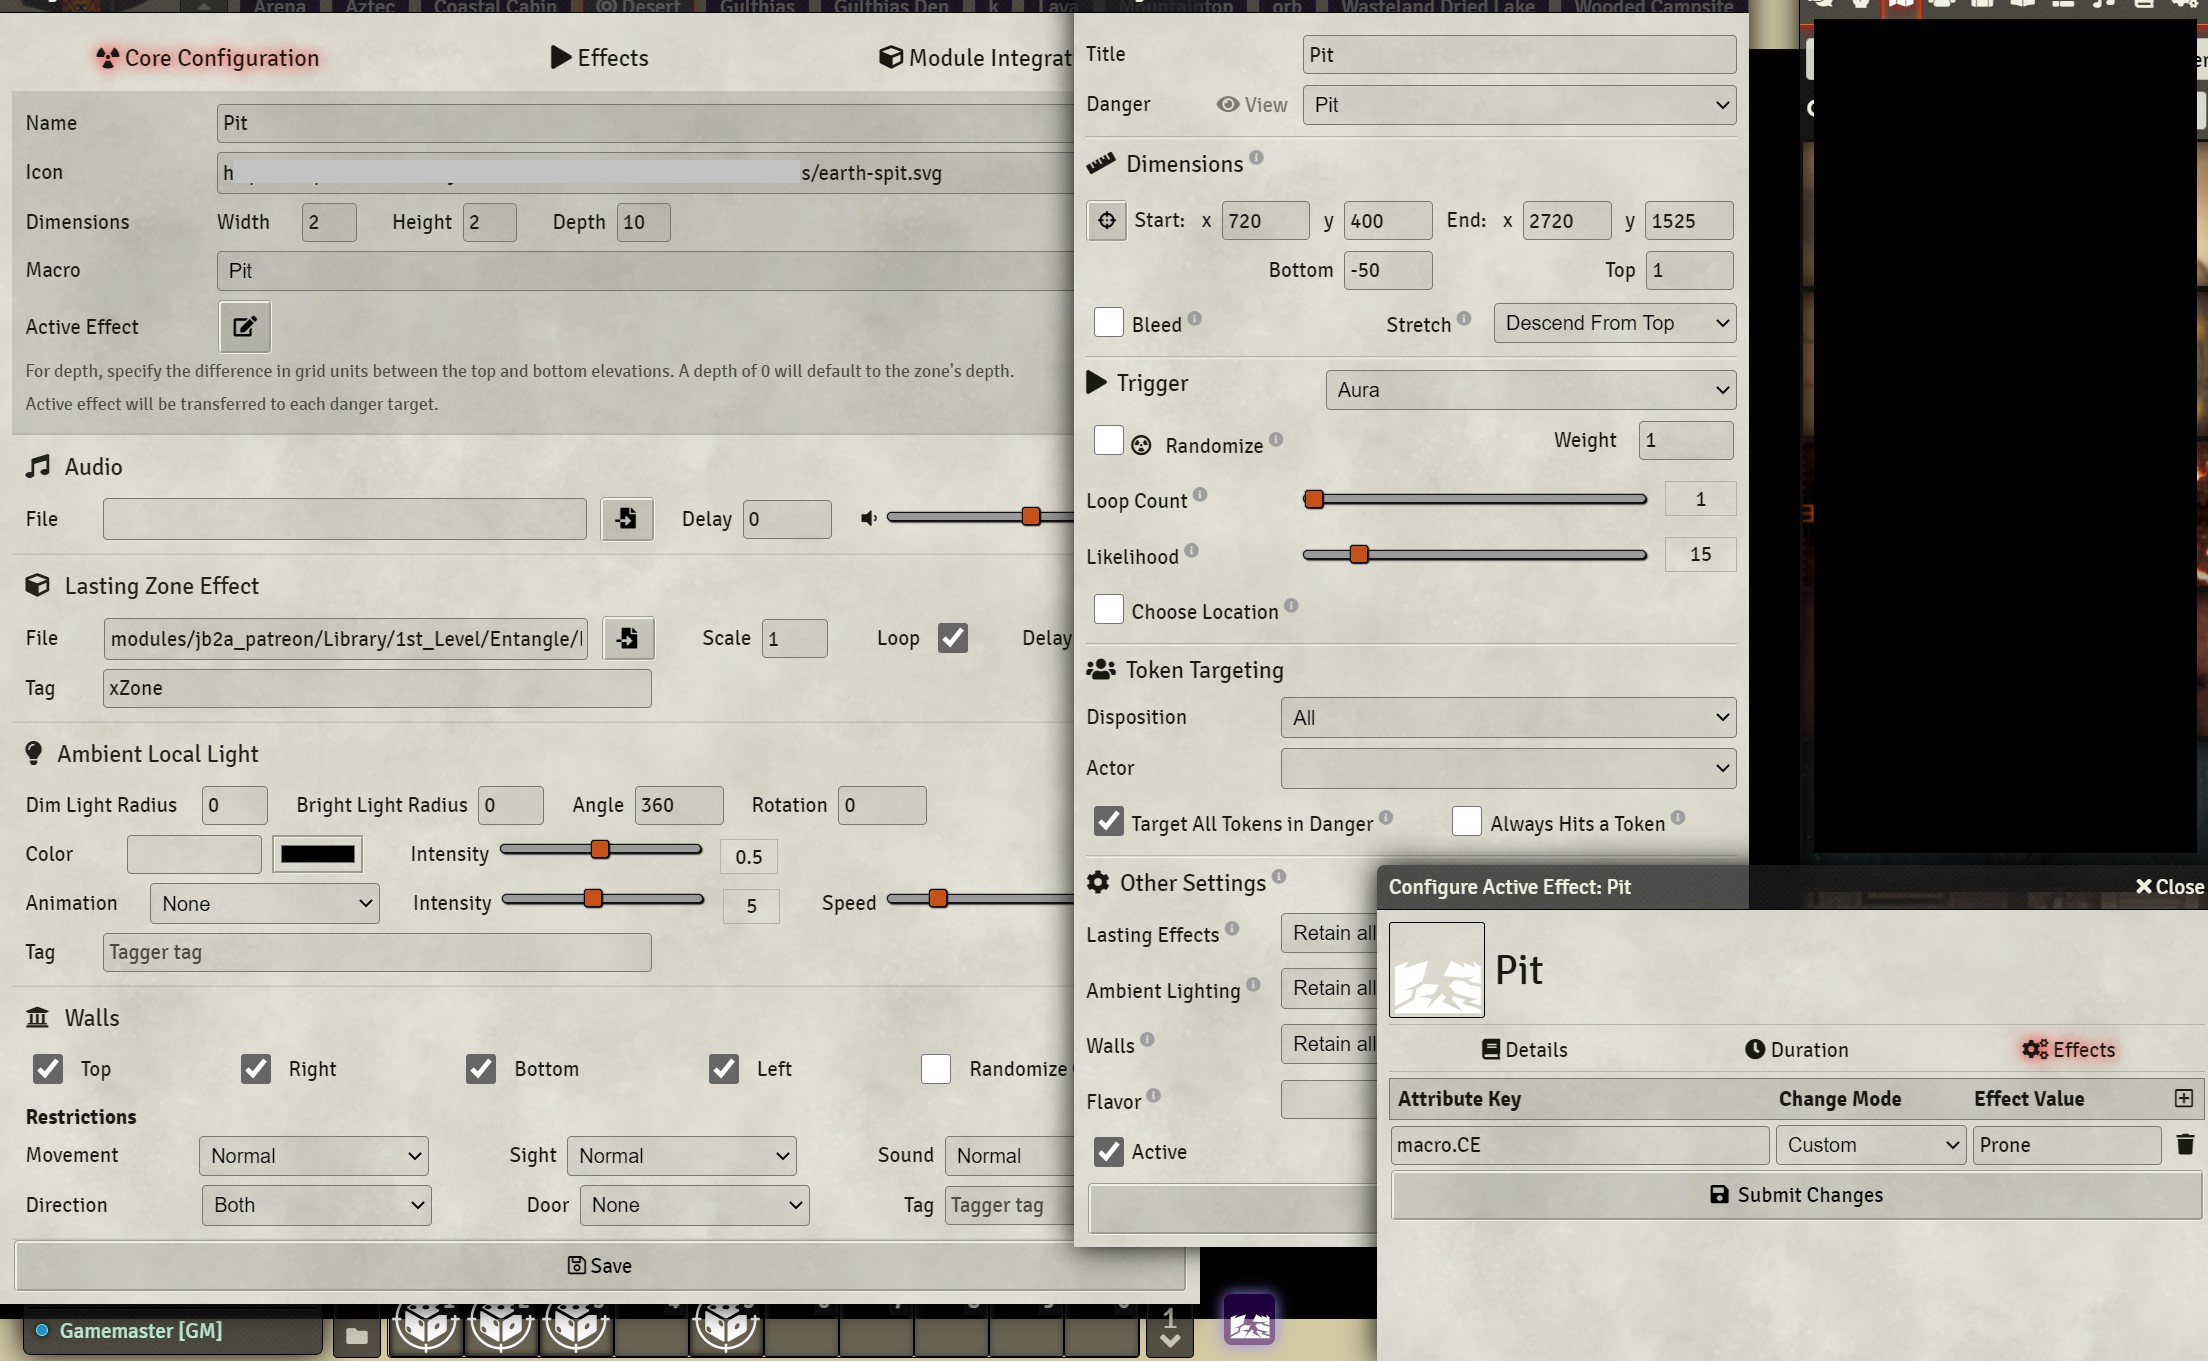 Arena Aztec Coastal Cabin Desert Gulthias Gulthias Den k Lava Mountaintop orb Wasteland Dried Lake Wooded Campsite
Core Configuration
Effects
Module Integrat
Name Pit
Icon h s/earth-spit.svg
Dimensions Width 2 Height 2 Depth 10
Macro Pit
Active Effect
For depth, specify the difference in grid units between the top and bottom elevations. A depth of 0 will default to the zone's depth.
Active effect will be transferred to each danger target.
Audio
File Delay 0
Lasting Zone Effect
File modules/jb2a_patreon/Library/1st_Level/Entangle/ Scale 1 Loop Delay
Tag xZone
Ambient Local Light
Dim Light Radius 0 Bright Light Radius 0 Angle 360 Rotation 0
Color Intensity 0.5
Animation None Intensity 5 Speed
Tag Tagger tag
Walls
Top Right Bottom Left Randomize
Restrictions
Movement Normal Sight Normal Sound Normal
Direction Both Door None Tag Tagger tag
Save
Title Pit
Danger View Pit
Dimensions
Start: x 720 y 400 End: x 2720 y 1525
Bottom -50 Top 1
Bleed Stretch Descend From Top
Trigger Aura
Randomize Weight 1
Loop Count 1
Likelihood 15
Choose Location
Token Targeting
Disposition All
Actor
Target All Tokens in Danger Always Hits a Token
Other Settings
Lasting Effects Retain all
Ambient Lighting Retain all
Walls Retain all
Flavor
Active
Configure Active Effect: Pit Close
Pit
Details Duration Effects
Attribute Key Change Mode Effect Value
macro.CE Custom Prone
Submit Changes
Gamemaster [GM]
1